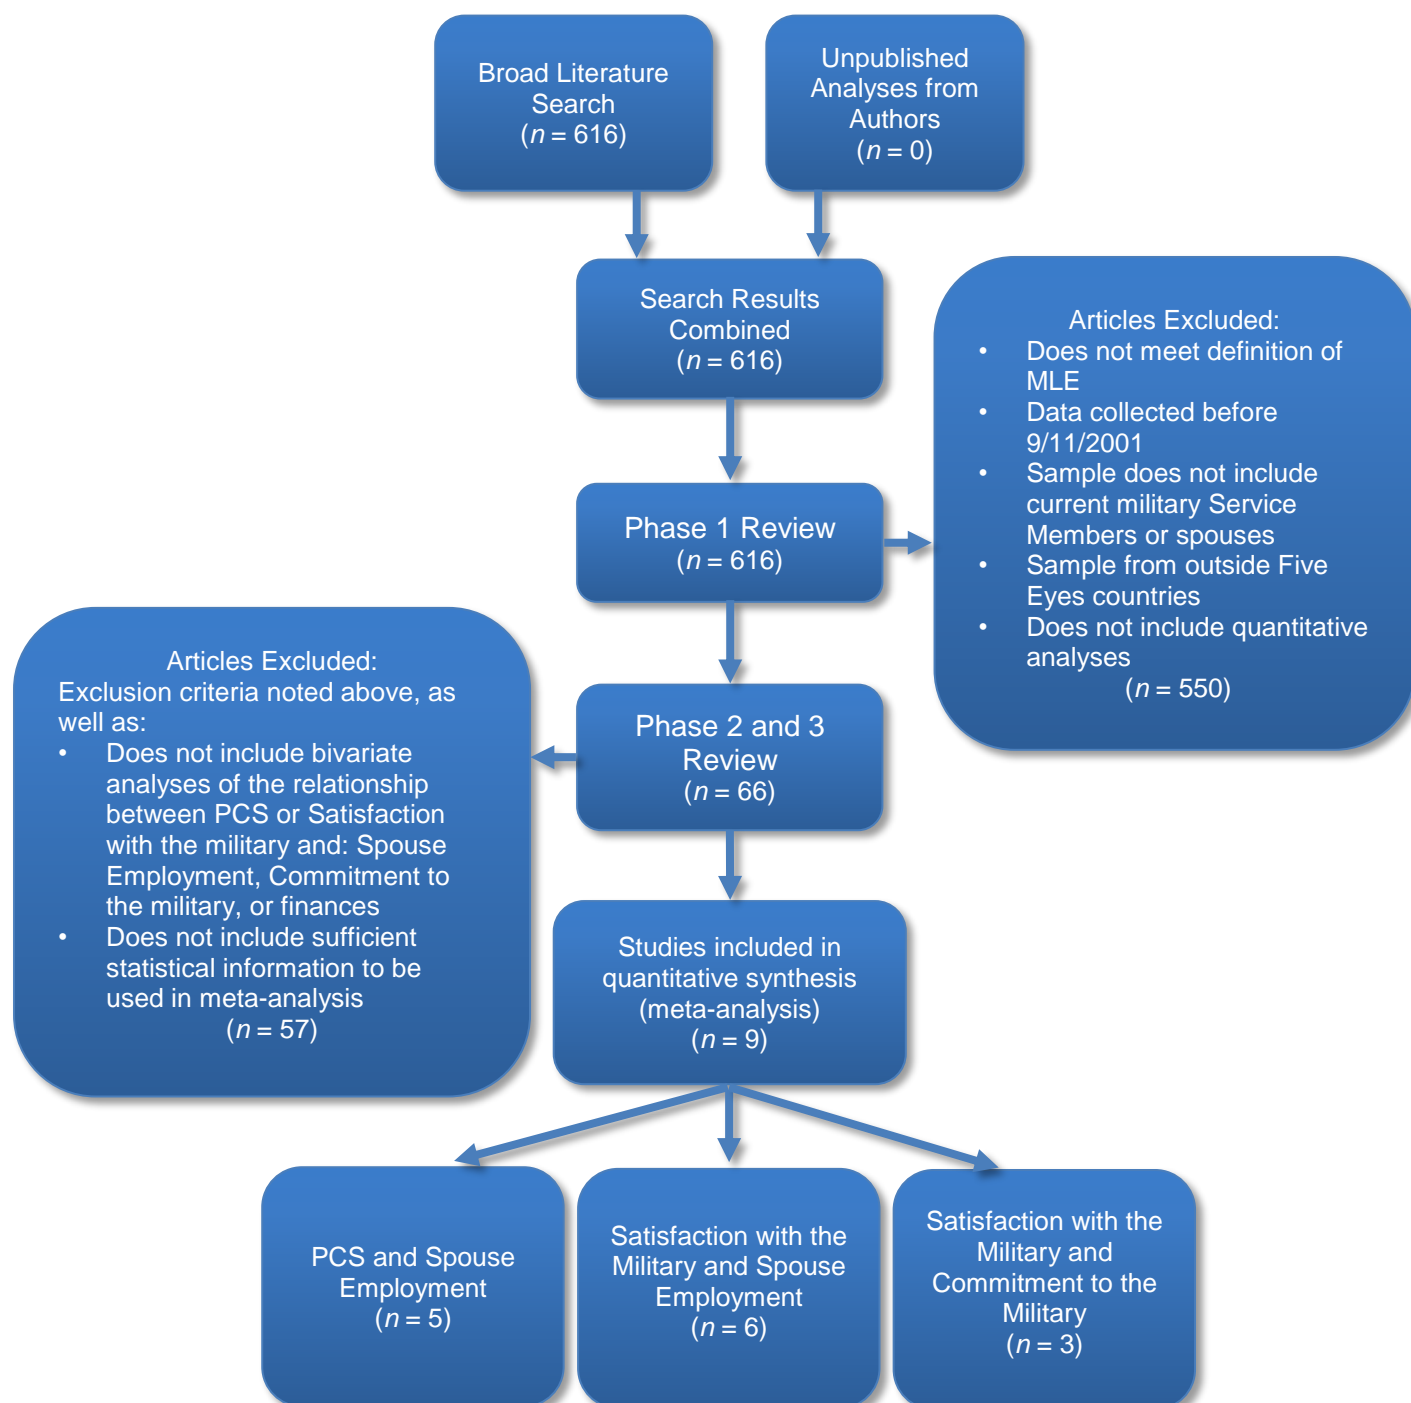 Broad Literature
Search
(n = 616)
Unpublished
Analyses from
Authors
(n = 0)
Search Results
Combined
(n = 616)
Phase 1 Review
(n = 616)
Articles Excluded:
• Does not meet definition of
MLE
• Data collected before
9/11/2001
• Sample does not include
current military Service
Members or spouses
• Sample from outside Five
Eyes countries
• Does not include quantitative
analyses
(n = 550)
Phase 2 and 3
Review
(n = 66)
Articles Excluded:
Exclusion criteria noted above, as
well as:
• Does not include bivariate
analyses of the relationship
between PCS or Satisfaction
with the military and: Spouse
Employment, Commitment to
the military, or finances
• Does not include sufficient
statistical information to be
used in meta-analysis
(n = 57)
Studies included in
quantitative synthesis
(meta-analysis)
(n = 9)
PCS and Spouse
Employment
(n = 5)
Satisfaction with the
Military and Spouse
Employment
(n = 6)
Satisfaction with the
Military and
Commitment to the
Military
(n = 3)